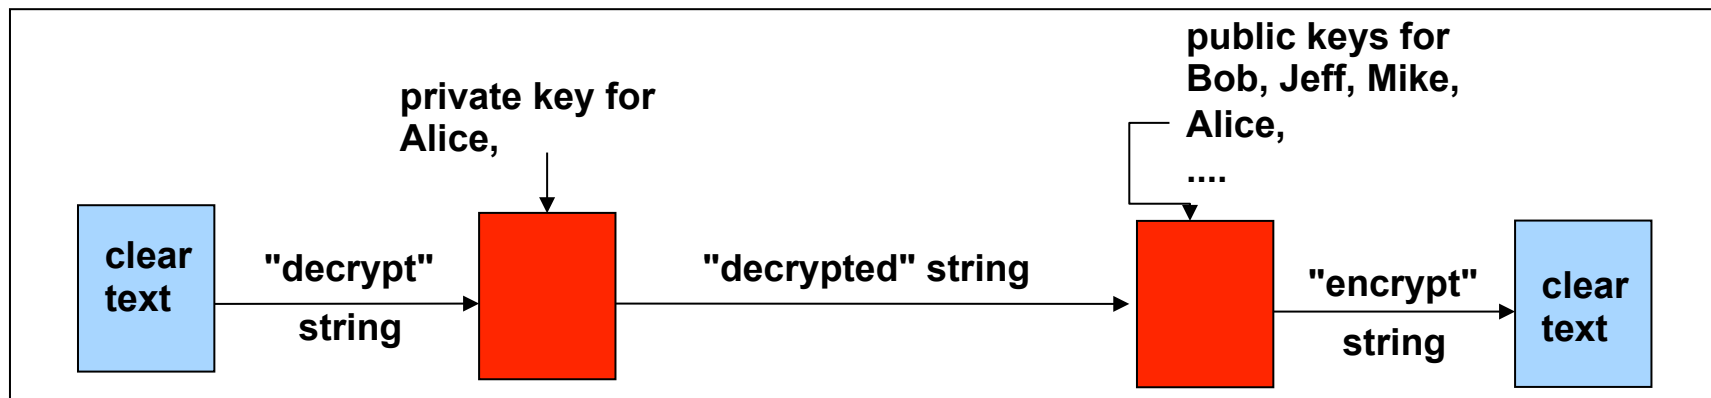 public keys for
Bob, Jeff, Mike,
Alice,
....
private key for
Alice,
clear
text
"decrypt"
string
"decrypted" string
"encrypt"
string
clear
text